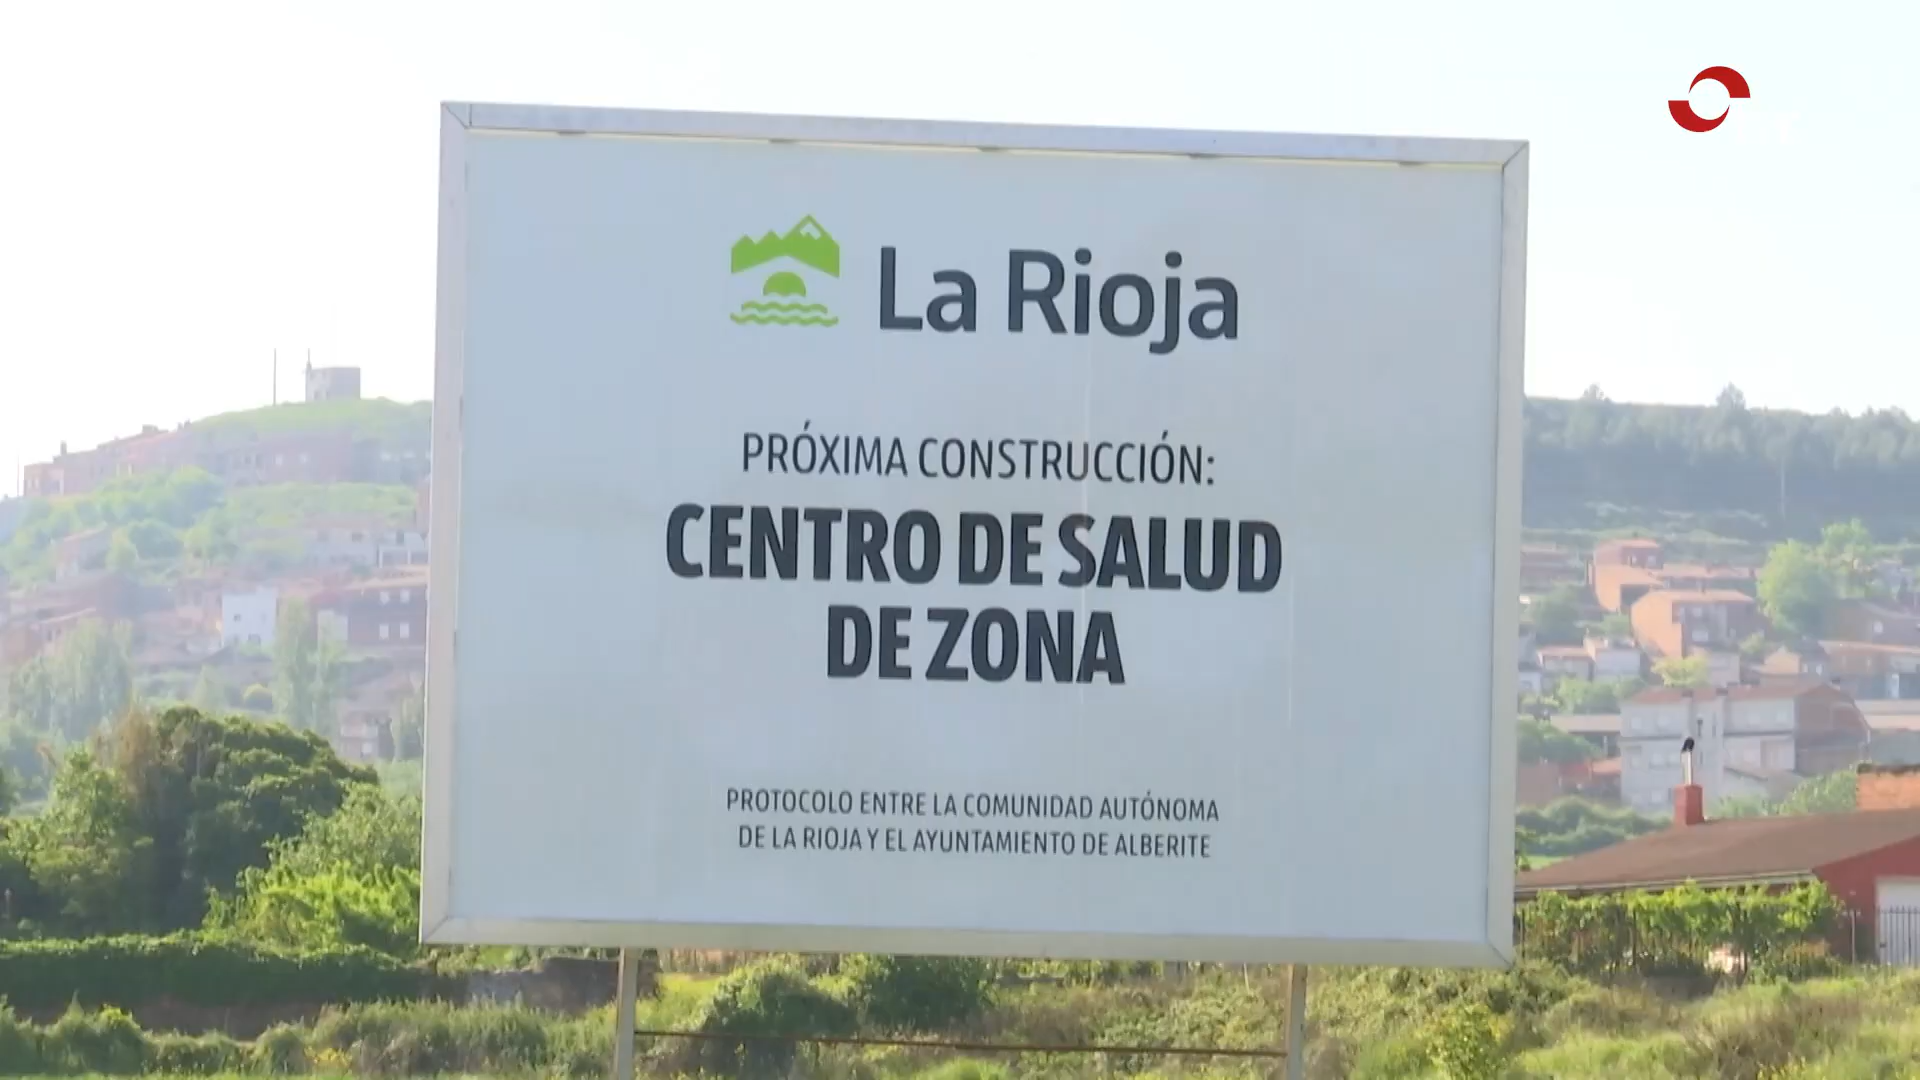 La Rioja
PRÓXIMA CONSTRUCCIÓN:
CENTRO DE SALUD
DE ZONA
PROTOCOLO ENTRE LA COMUNIDAD AUTÓNOMA
DE LA RIOJA Y EL AYUNTAMIENTO DE ALBERITE